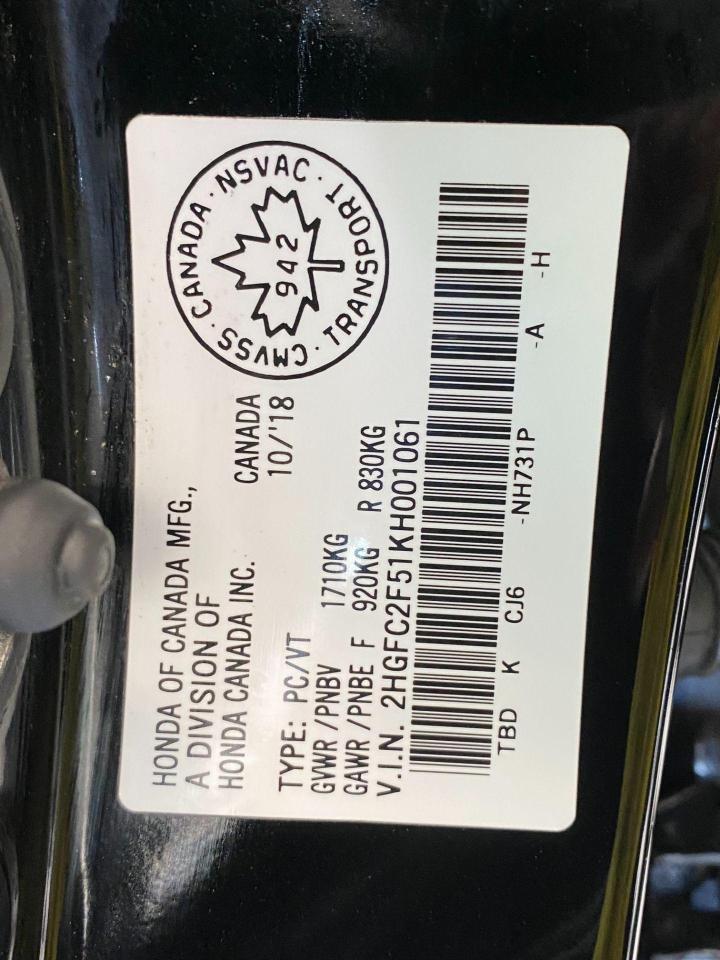 HONDA OF CANADA MFG.,
A DIVISION OF
HONDA CANADA INC.
CANADA
10/'18
CMVSS · CANADA · NSVAC · TRANSPORT ·
942
TYPE: PC/VT
GVWR /PNBV 1710KG
GAWR /PNBE F 920KG R 830KG
V.I.N. 2HGFC2F51KH001061
TBD K CJ6 -NH731P -A -H